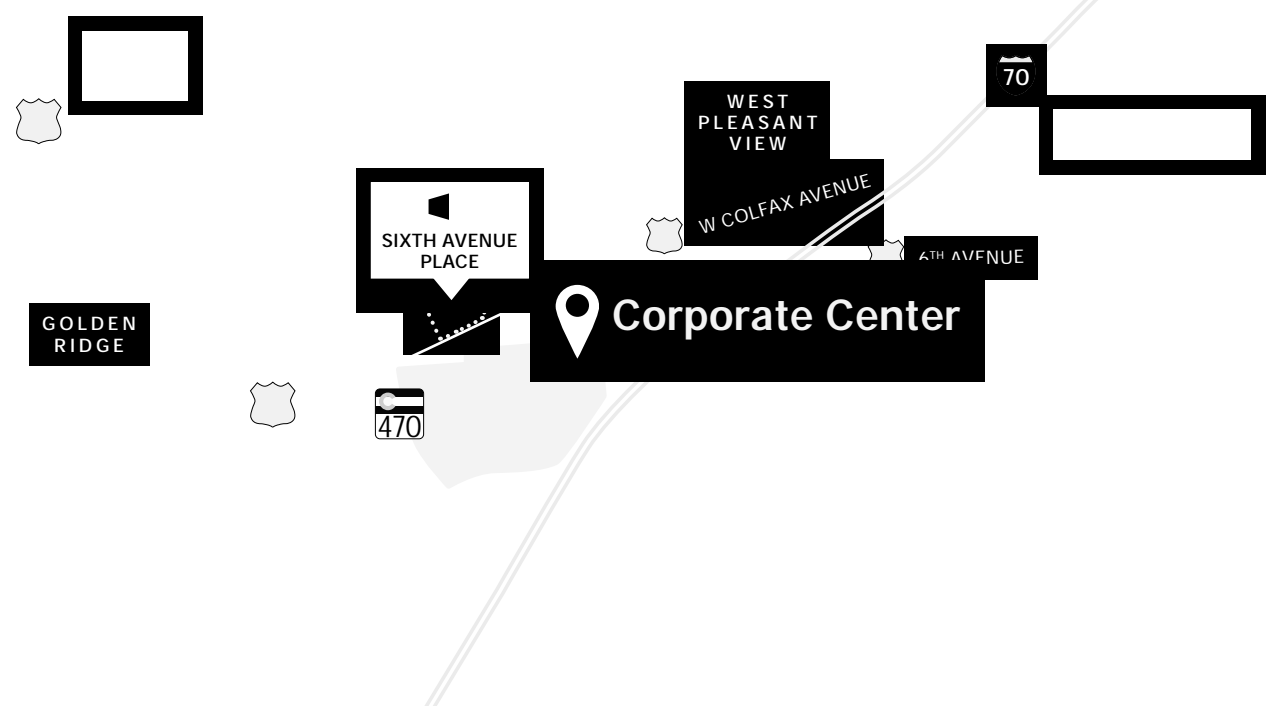 70
WEST
PLEASANT
VIEW
W COLFAX AVENUE
SIXTH AVENUE
PLACE
6TH AVENUE
Corporate Center
GOLDEN
RIDGE
470